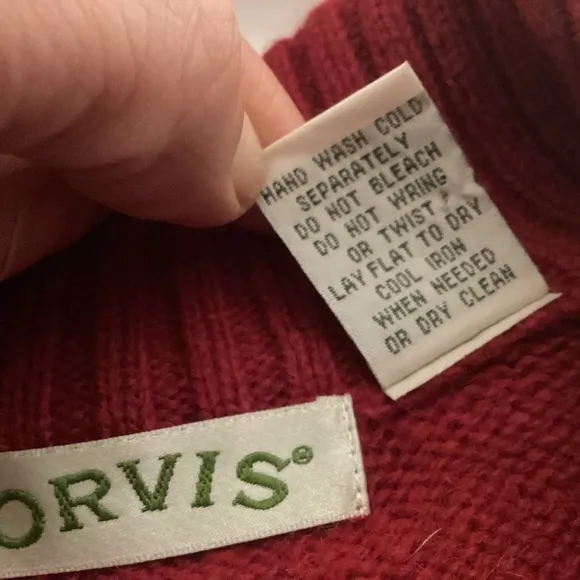 HAND WASH COLD
SEPARATELY
DO NOT BLEACH
DO NOT WRING
OR TWIST
LAY FLAT TO DRY
COOL IRON
WHEN NEEDED
OR DRY CLEAN
ORVIS®